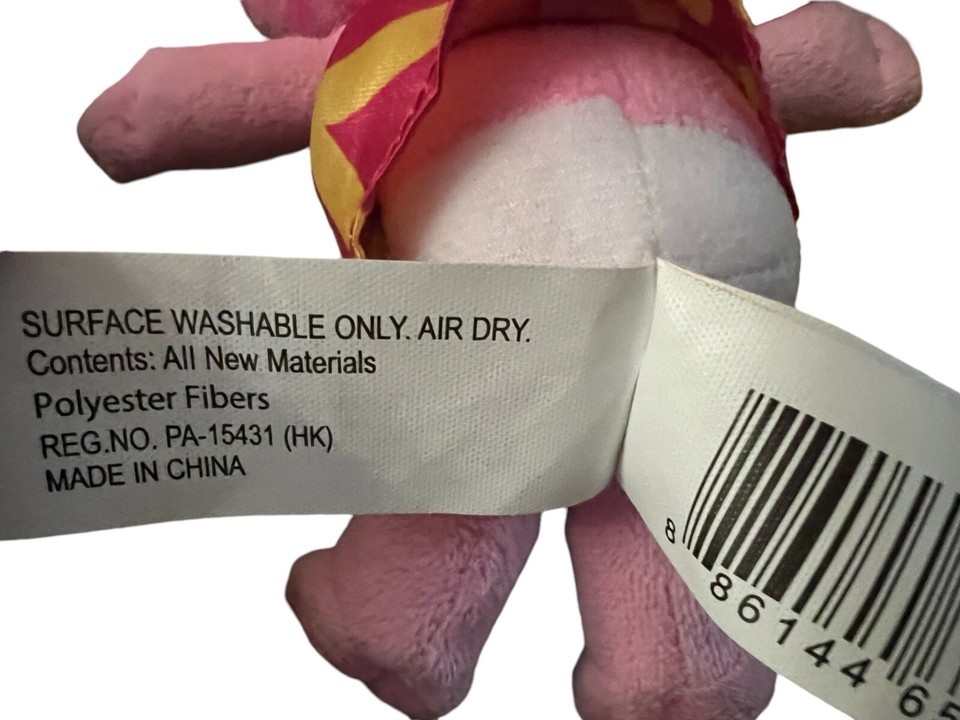 SURFACE WASHABLE ONLY. AIR DRY.
Contents: All New Materials
Polyester Fibers
REG.NO. PA-15431 (HK)
MADE IN CHINA
8 86144 65